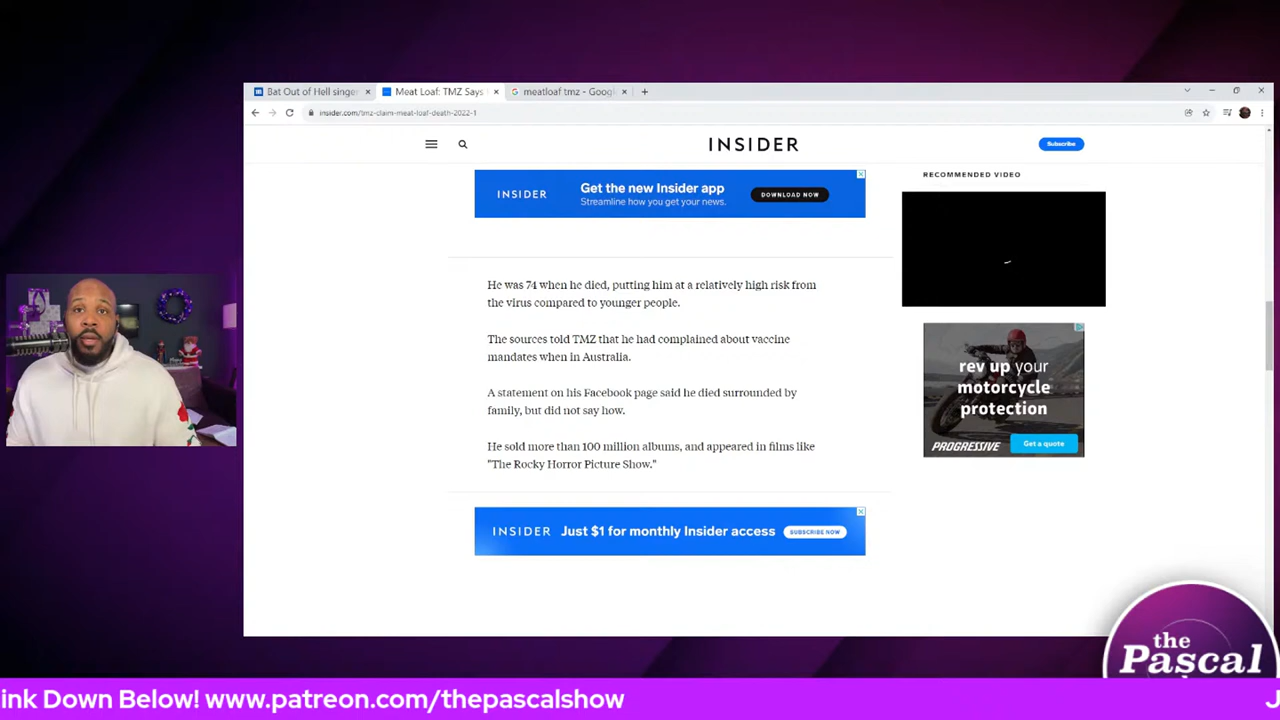 Bat Out of Hell singer
Meat Loaf: TMZ Says
meatloaf tmz - Googl
insider.com/tmz-claim-meat-loaf-death-2022-1
INSIDER
Subscribe
INSIDER
Get the new Insider app
Streamline how you get your news.
DOWNLOAD NOW
RECOMMENDED VIDEO
He was 74 when he died, putting him at a relatively high risk from
the virus compared to younger people.
The sources told TMZ that he had complained about vaccine
mandates when in Australia.
A statement on his Facebook page said he died surrounded by
family, but did not say how.
He sold more than 100 million albums, and appeared in films like
"The Rocky Horror Picture Show."
rev up your
motorcycle
protection
PROGRESSIVE
Get a quote
INSIDER
Just $1 for monthly Insider access
SUBSCRIBE NOW
the
Pascal
ink Down Below! www.patreon.com/thepascalshow
J